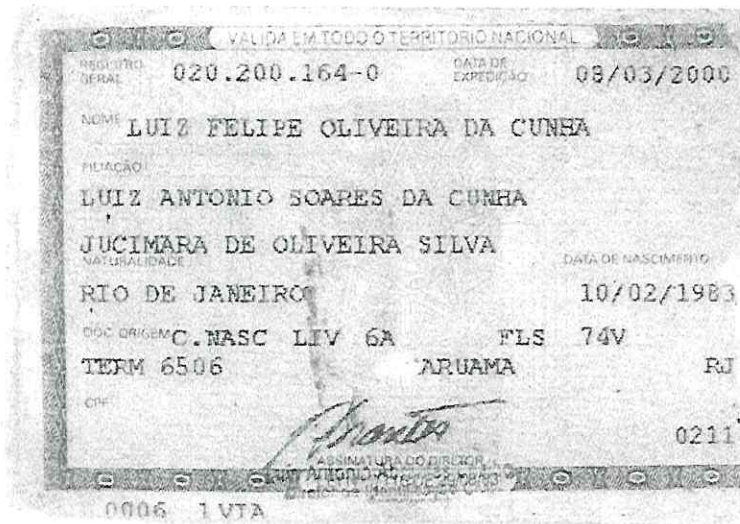 VALIDA EM TODO O TERRITORIO NACIONAL
REGISTRO GERAL 020.200.164-0 DATA DE EXPEDIÇÃO 08/03/2000
NOME LUIZ FELIPE OLIVEIRA DA CUNHA
FILIAÇÃO
LUIZ ANTONIO SOARES DA CUNHA
JUCIMARA DE OLIVEIRA SILVA
NATURALIDADE DATA DE NASCIMENTO
RIO DE JANEIRO 10/02/1983
DOC ORIGEM C.NASC LIV 6A FLS 74V
TERM 6506 ARUAMA RJ
CPF
0211
ASSINATURA DO DIRETOR
0006 1 VIA